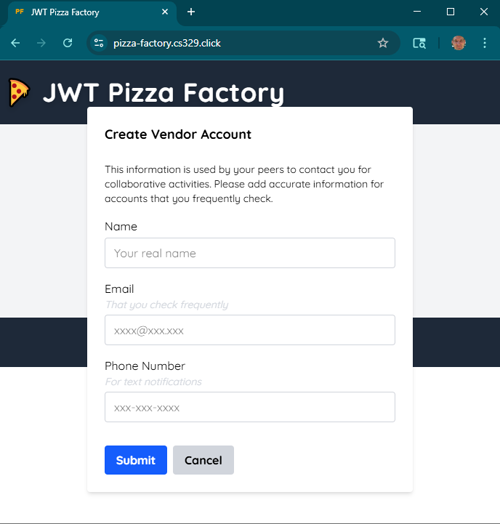 PF JWT Pizza Factory
pizza-factory.cs329.click
JWT Pizza Factory
Create Vendor Account
This information is used by your peers to contact you for
collaborative activities. Please add accurate information for
accounts that you frequently check.
Name
Your real name
Email
That you check frequently
xxxx@xxx.xxx
Phone Number
For text notifications
xxx-xxx-xxxx
Submit Cancel